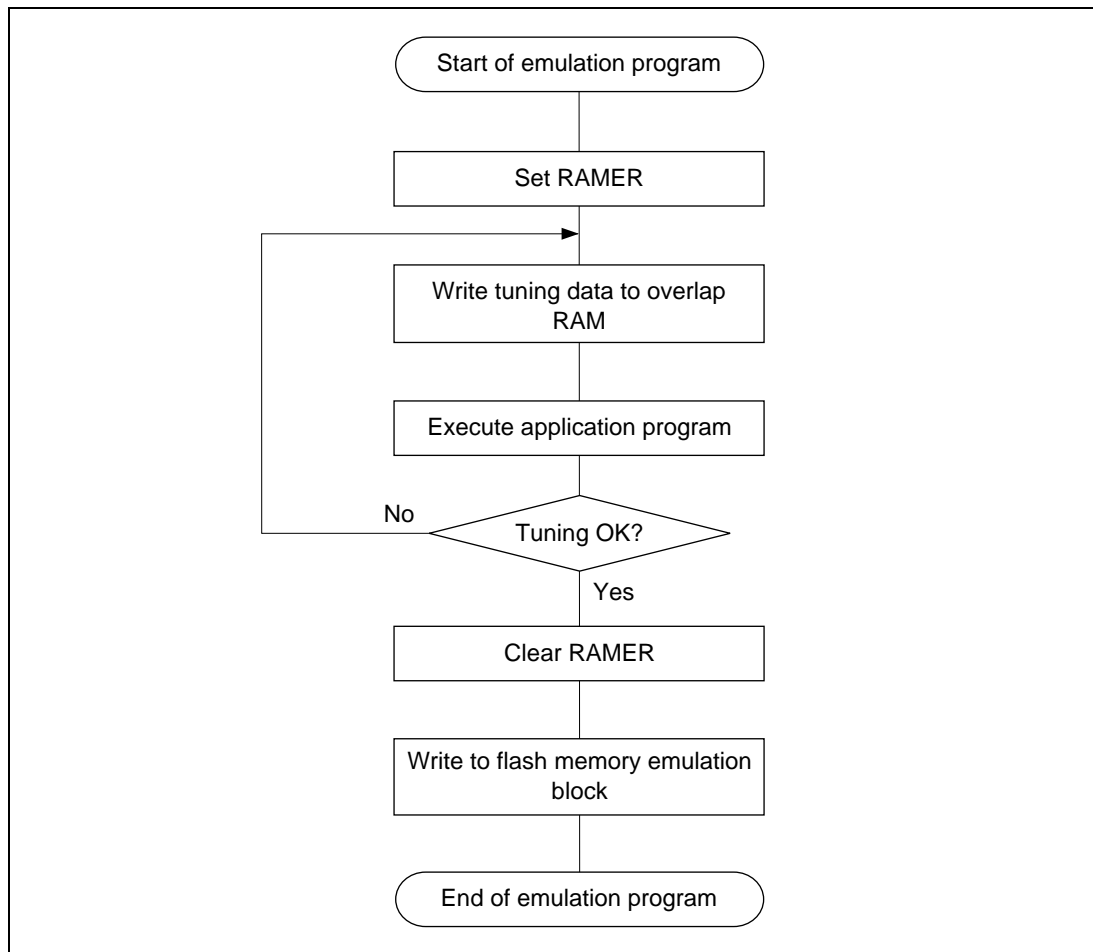 Start of emulation program
Set RAMER
Write tuning data to overlap
RAM
Execute application program
No
Tuning OK?
Yes
Clear RAMER
Write to flash memory emulation
block
End of emulation program